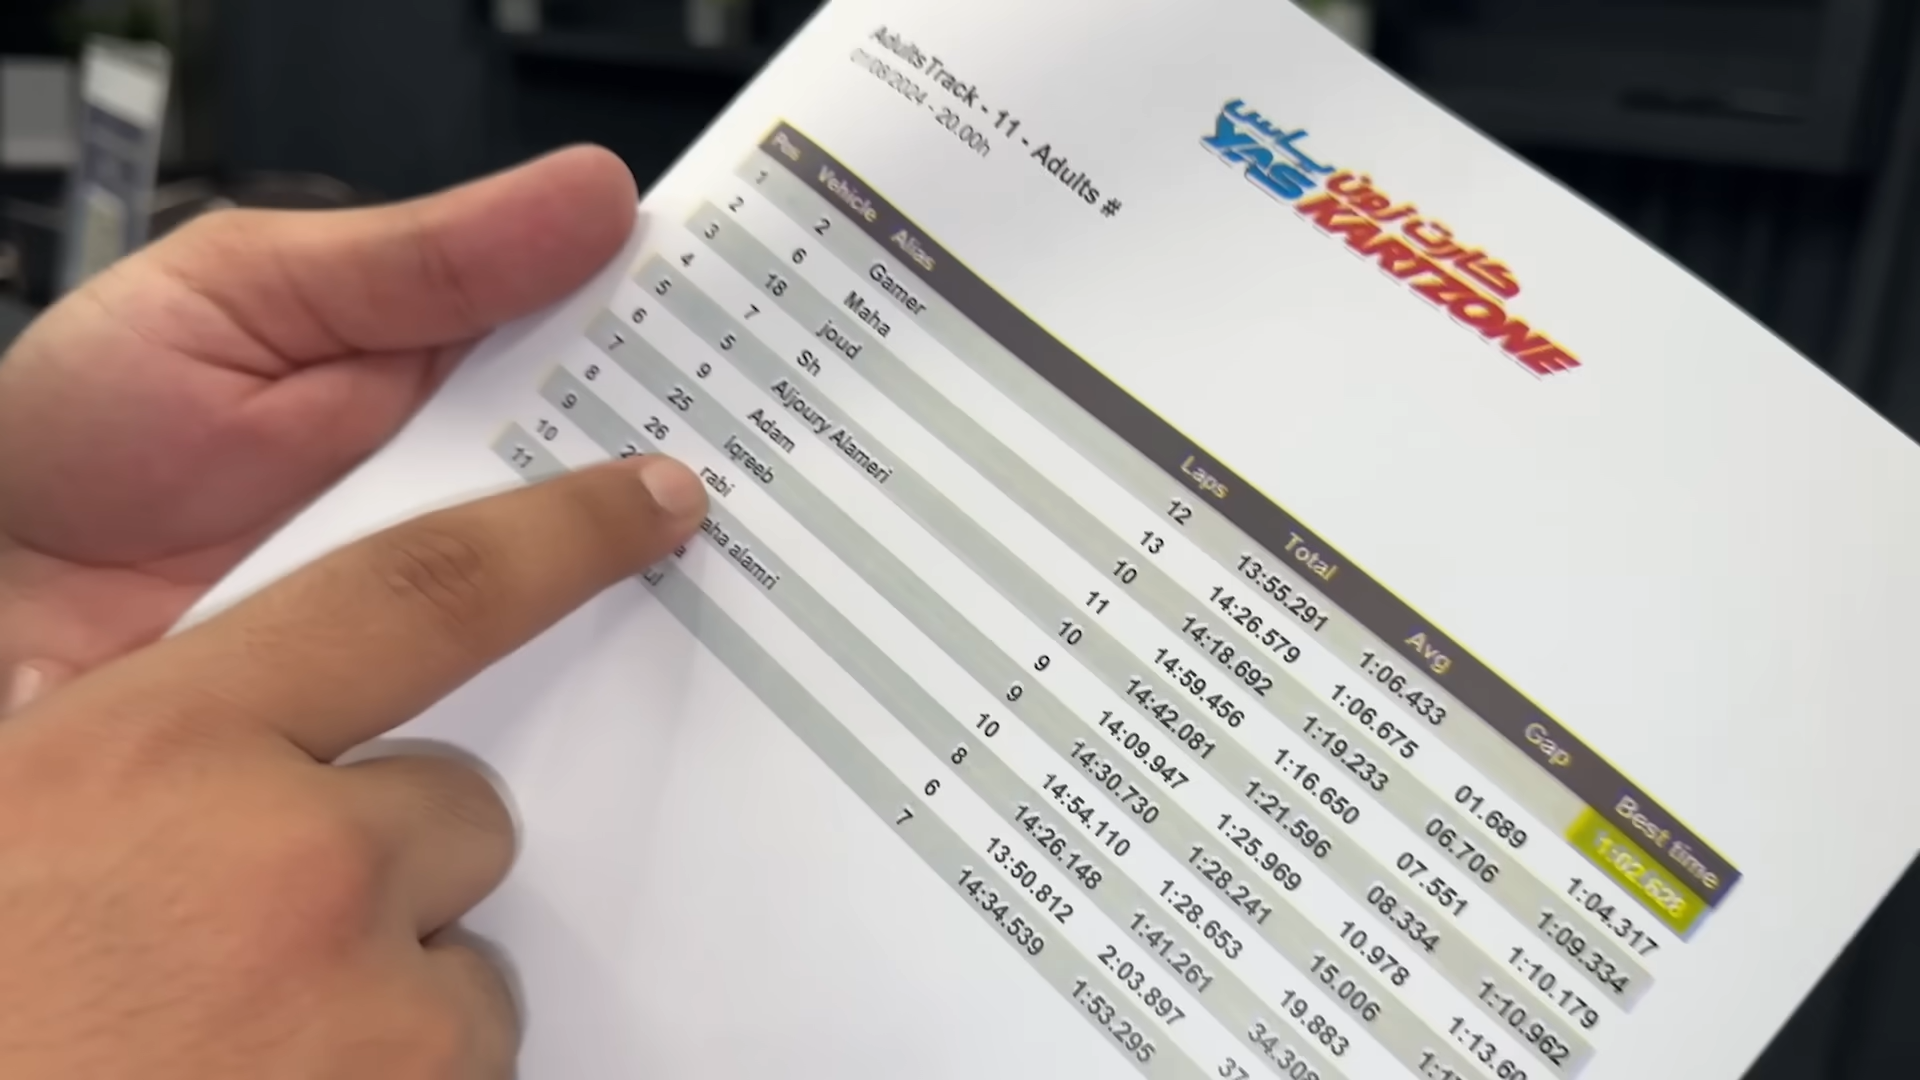 AdultsTrack - 11 - Adults #
01/08/2024 - 20.00h
ياس كارت زون
YAS KARTZONE
Pos Vehicle Alias Laps Total Avg Gap Best time
1 2 Gamer 12 13:55.291 1:06.433 1:02.628
2 6 Maha 13 14:26.579 1:06.675 01.689 1:04.317
3 18 joud 10 14:18.692 1:19.233 06.706 1:09.334
4 7 Sh 11 14:59.456 1:16.650 07.551 1:10.179
5 5 Aljoury Alameri 10 14:42.081 1:21.596 08.334 1:10.962
6 9 Adam 9 14:09.947 1:25.969 10.978 1:13.60
7 25 Iqreeb 9 14:30.730 1:28.241 15.006
8 26 rabi 10 14:54.110 1:28.653 19.883
9 aha alamri 8 14:26.148 1:41.261 34.308
10 6 13:50.812 2:03.897 37
11 ul 7 14:34.539 1:53.295